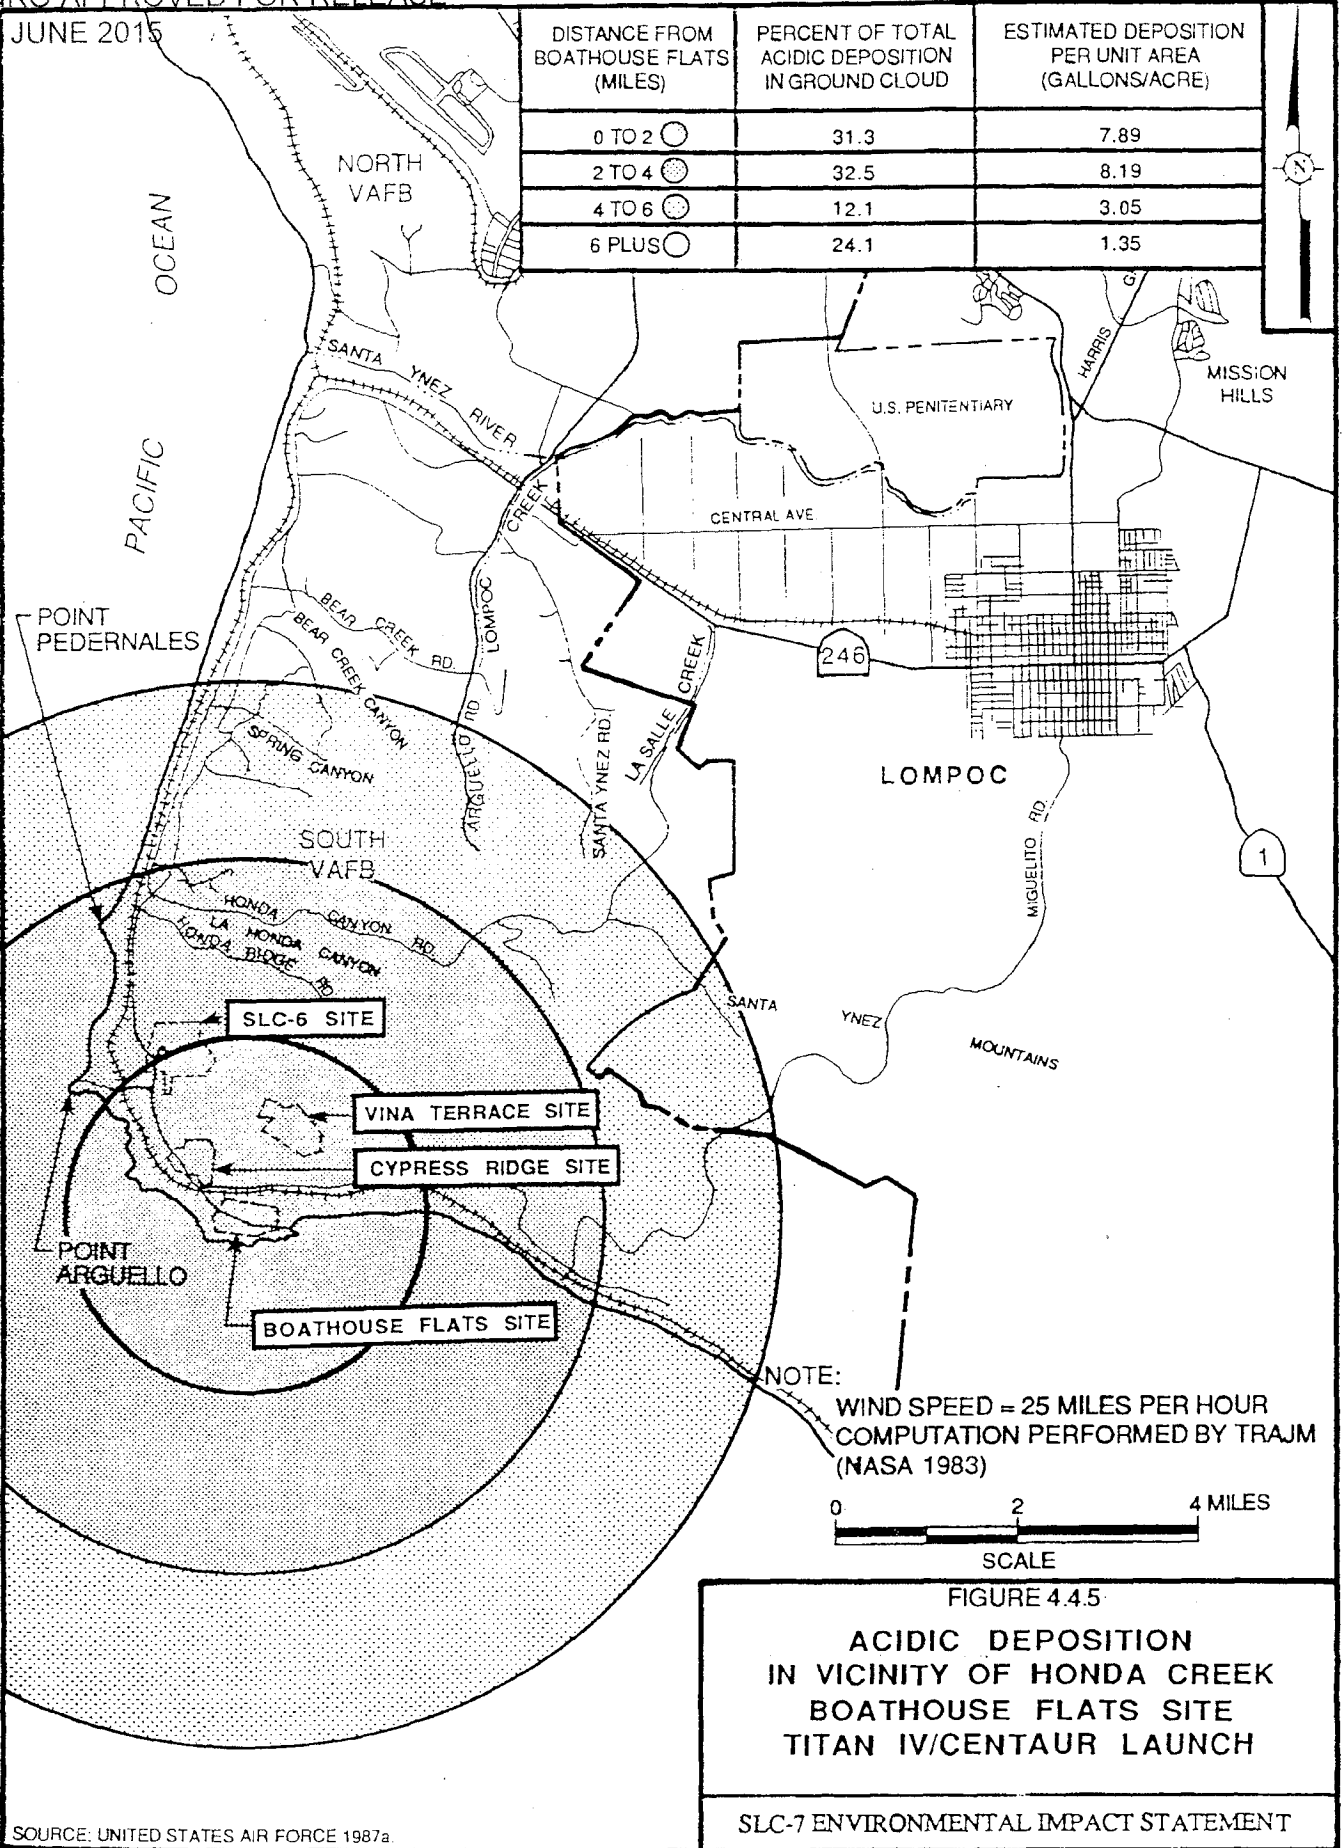 APPROVED FOR RELEASE
JUNE 2015
DISTANCE FROM
BOATHOUSE FLATS
(MILES)
PERCENT OF TOTAL
ACIDIC DEPOSITION
IN GROUND CLOUD
ESTIMATED DEPOSITION
PER UNIT AREA
(GALLONS/ACRE)
0 TO 2 31.3 7.89
2 TO 4 32.5 8.19
4 TO 6 12.1 3.05
6 PLUS 24.1 1.35
N
NORTH
VAFB
PACIFIC OCEAN
SANTA YNEZ RIVER
HARRIS
MISSION
HILLS
U.S. PENITENTIARY
CENTRAL AVE
LOMPOC CREEK
POINT
PEDERNALES
BEAR CREEK RD.
BEAR CREEK CANYON
246
SPRING CANYON
ARGUELLO RD.
SANTA YNEZ RD.
LA SALLE CREEK
LOMPOC
SOUTH
VAFB
MIGUELITO RD
1
HONDA CANYON RD.
LA HONDA CANYON
HONDA RIDGE RD
SLC-6 SITE
SANTA YNEZ MOUNTAINS
VINA TERRACE SITE
CYPRESS RIDGE SITE
POINT
ARGUELLO
BOATHOUSE FLATS SITE
NOTE:
WIND SPEED = 25 MILES PER HOUR
COMPUTATION PERFORMED BY TRAJM
(NASA 1983)
0 2 4 MILES
SCALE
FIGURE 4.4.5
ACIDIC DEPOSITION
IN VICINITY OF HONDA CREEK
BOATHOUSE FLATS SITE
TITAN IV/CENTAUR LAUNCH
SLC-7 ENVIRONMENTAL IMPACT STATEMENT
SOURCE: UNITED STATES AIR FORCE 1987a.